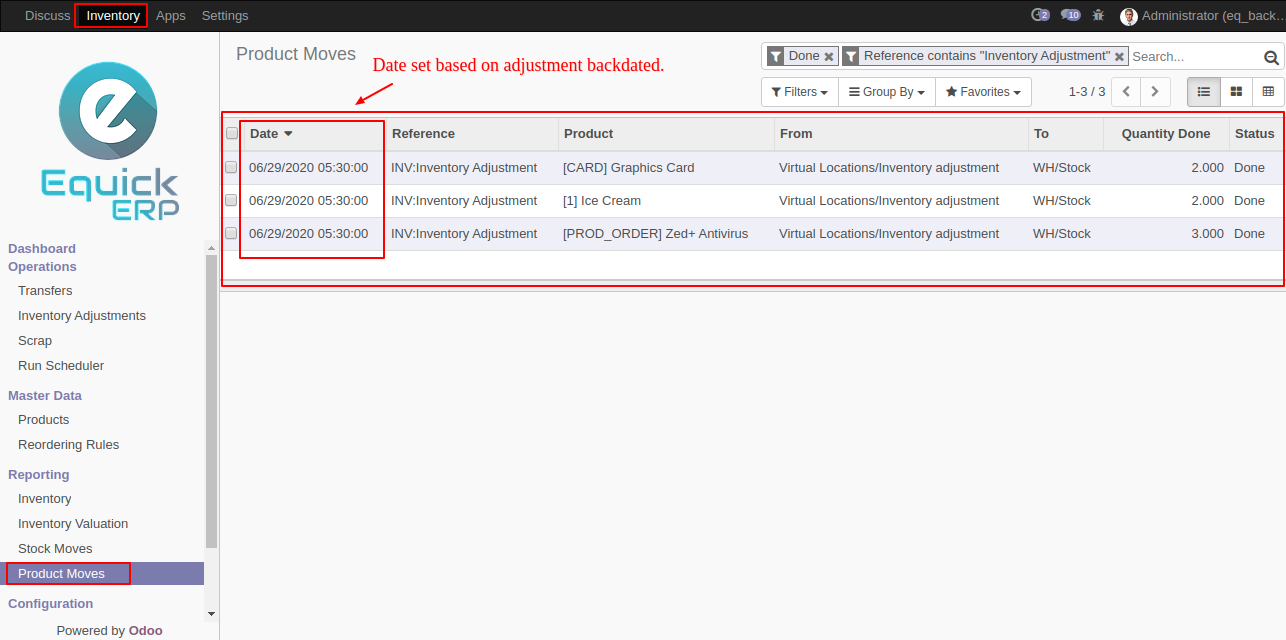 Discuss Inventory Apps Settings 2 10 Administrator (eq_back...
Product Moves
Done Reference contains "Inventory Adjustment" Search...
Date set based on adjustment backdated.
Filters Group By Favorites 1-3 / 3
e
Equick
ERP
Date Reference Product From To Quantity Done Status
06/29/2020 05:30:00 INV:Inventory Adjustment [CARD] Graphics Card Virtual Locations/Inventory adjustment WH/Stock 2.000 Done
06/29/2020 05:30:00 INV:Inventory Adjustment [1] Ice Cream Virtual Locations/Inventory adjustment WH/Stock 2.000 Done
06/29/2020 05:30:00 INV:Inventory Adjustment [PROD_ORDER] Zed+ Antivirus Virtual Locations/Inventory adjustment WH/Stock 3.000 Done
Dashboard
Operations
Transfers
Inventory Adjustments
Scrap
Run Scheduler
Master Data
Products
Reordering Rules
Reporting
Inventory
Inventory Valuation
Stock Moves
Product Moves
Configuration
Powered by Odoo